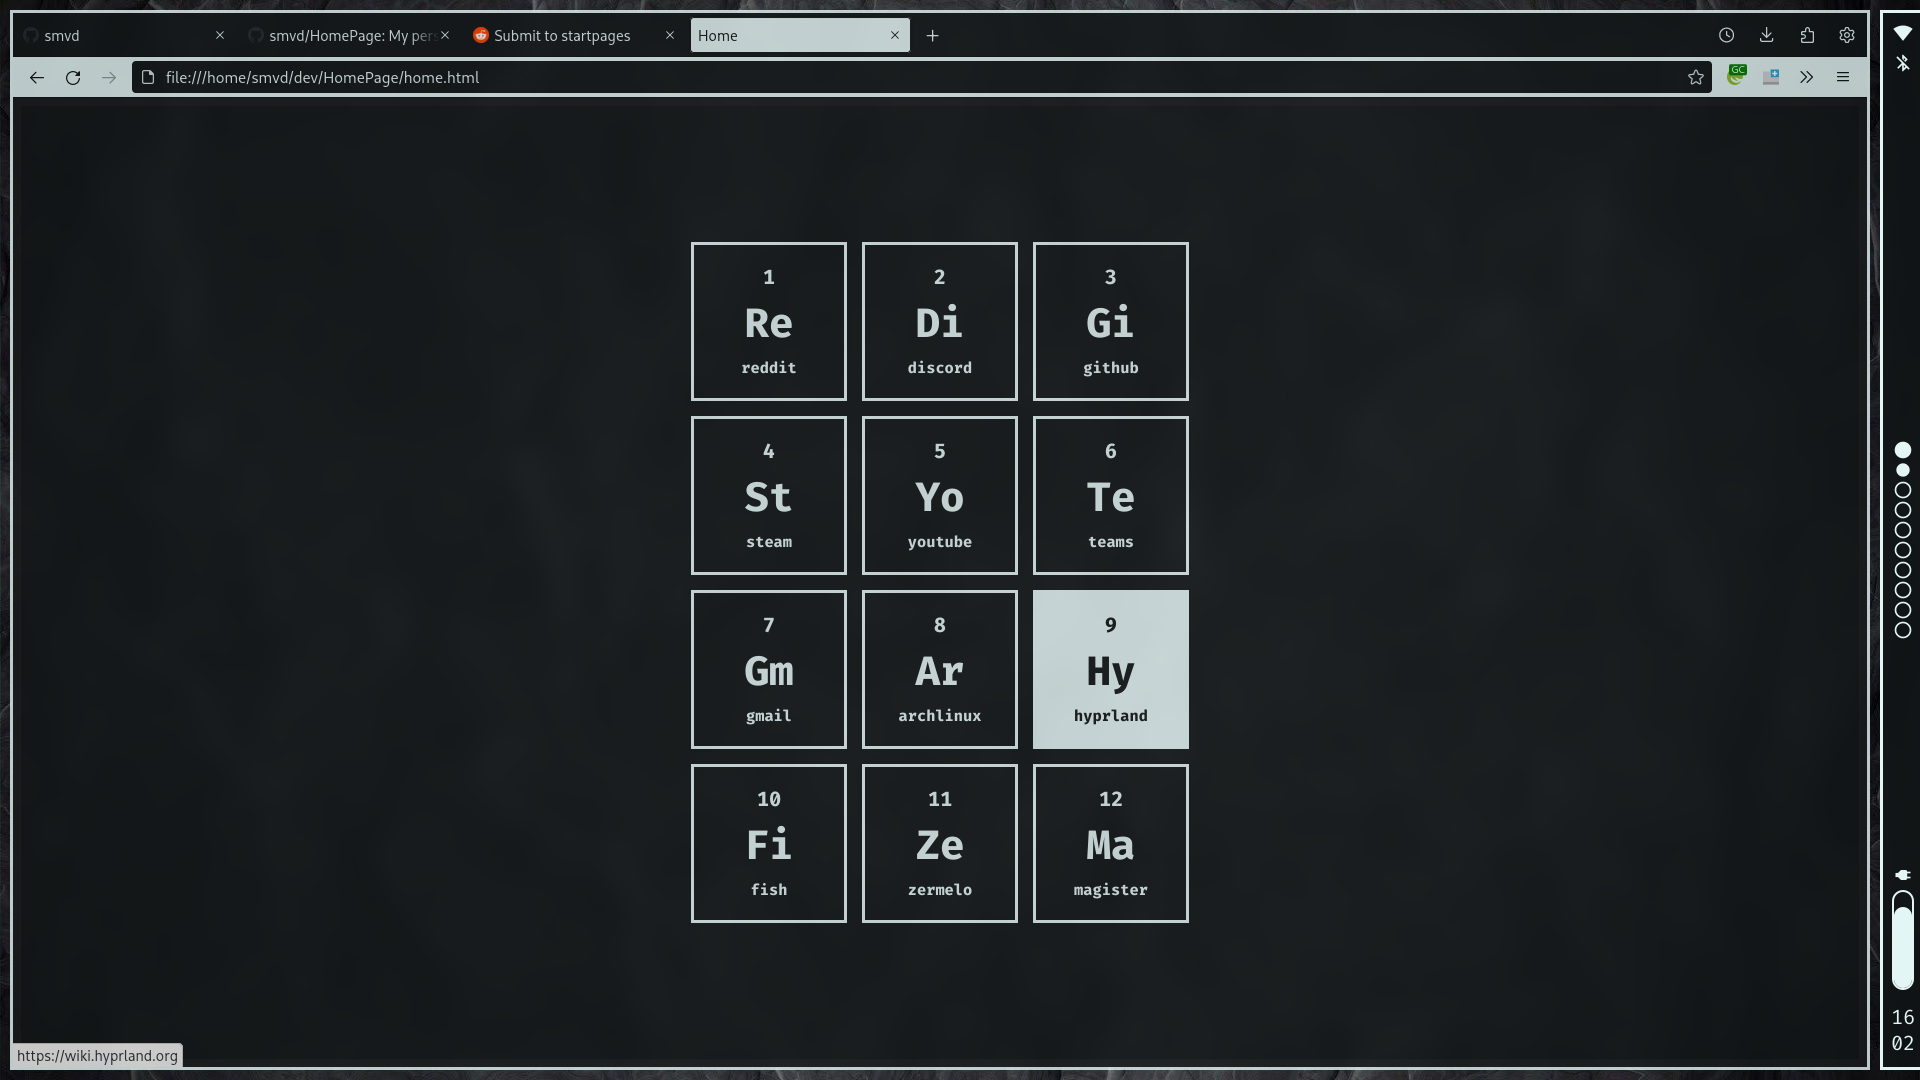 smvd
smvd/HomePage: My pers
Submit to startpages
Home
file:///home/smvd/dev/HomePage/home.html
GC
1
Re
reddit
2
Di
discord
3
Gi
github
4
St
steam
5
Yo
youtube
6
Te
teams
7
Gm
gmail
8
Ar
archlinux
9
Hy
hyprland
10
Fi
fish
11
Ze
zermelo
12
Ma
magister
https://wiki.hyprland.org
16
02